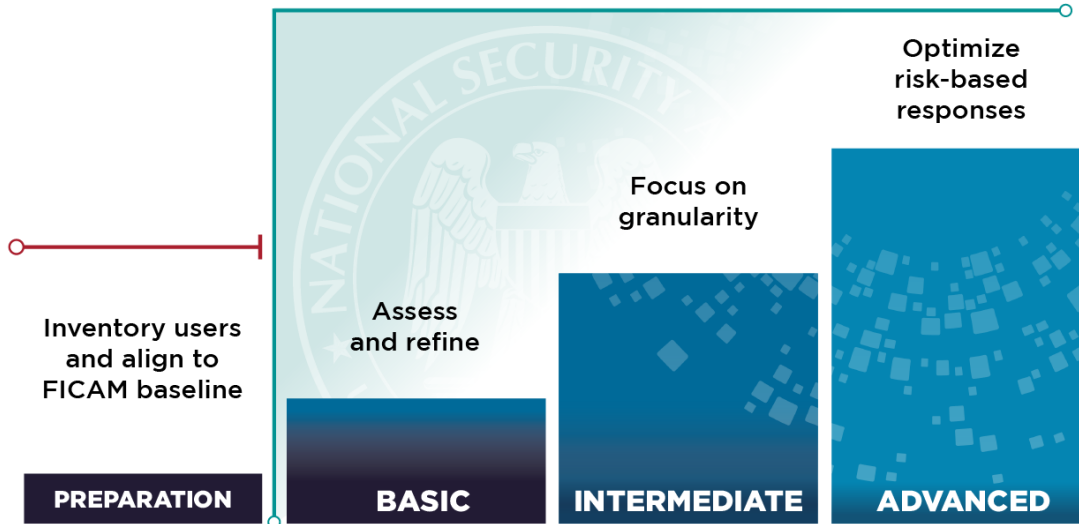 Inventory users
and align to
FICAM baseline
PREPARATION
Assess
and refine
BASIC
Focus on
granularity
INTERMEDIATE
Optimize
risk-based
responses
ADVANCED
NATIONAL SECURITY